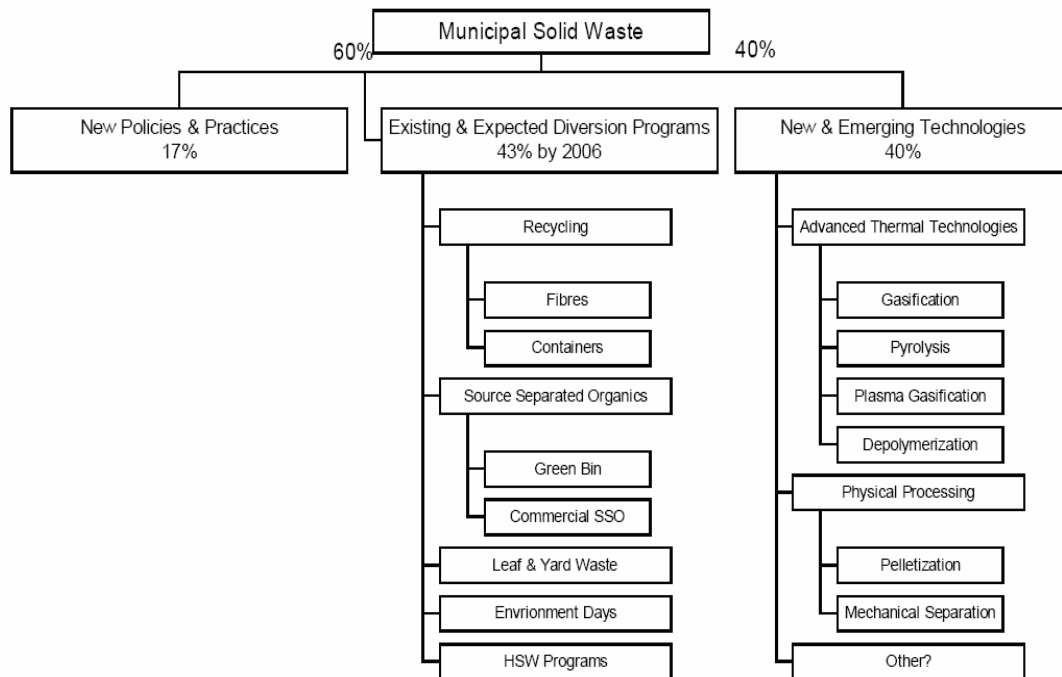 Municipal Solid Waste
60%
40%
New Policies & Practices
17%
Existing & Expected Diversion Programs
43% by 2006
New & Emerging Technologies
40%
Recycling
Fibres
Containers
Source Separated Organics
Green Bin
Commercial SSO
Leaf & Yard Waste
Envrionment Days
HSW Programs
Advanced Thermal Technologies
Gasification
Pyrolysis
Plasma Gasification
Depolymerization
Physical Processing
Pelletization
Mechanical Separation
Other?